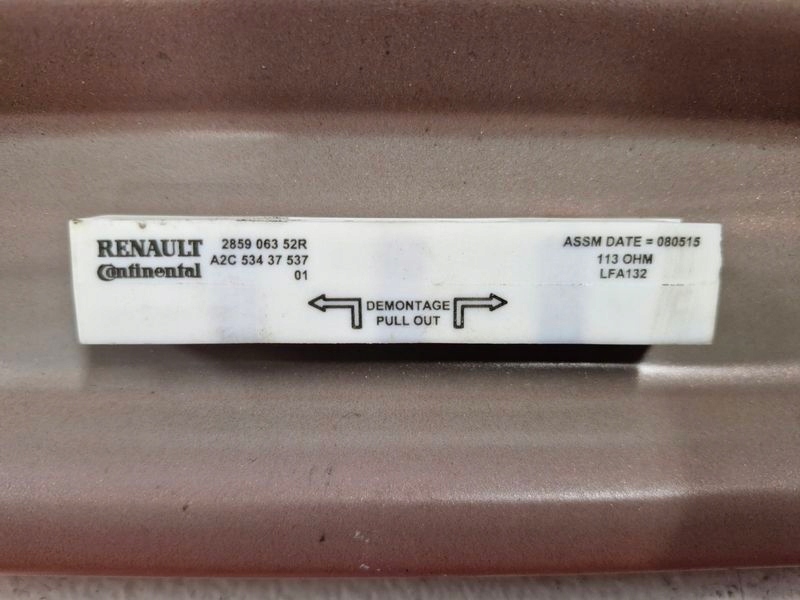 RENAULT 2859 063 52R
Continental A2C 534 37 537
01
ASSM DATE = 080515
113 OHM
LFA132
DEMONTAGE
PULL OUT